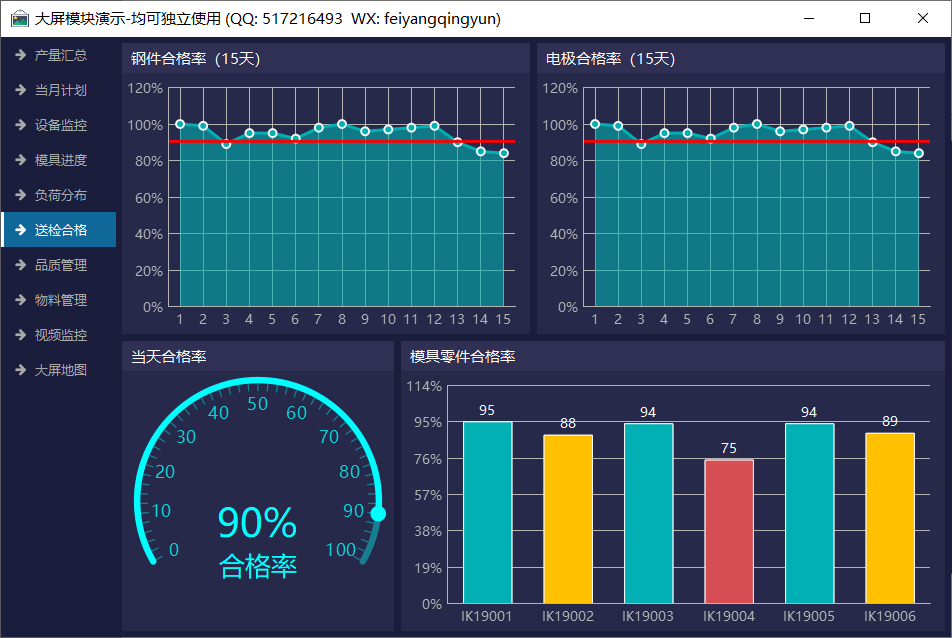 大屏模块演示-均可独立使用 (QQ: 517216493  WX: feiyangqingyun)
产量汇总
当月计划
设备监控
模具进度
负荷分布
送检合格
品质管理
物料管理
视频监控
大屏地图
钢件合格率（15天）
120%
100%
80%
60%
40%
20%
0%
1 2 3 4 5 6 7 8 9 10 11 12 13 14 15
电极合格率（15天）
120%
100%
80%
60%
40%
20%
0%
1 2 3 4 5 6 7 8 9 10 11 12 13 14 15
当天合格率
0 10 20 30 40 50 60 70 80 90 100
90%
合格率
模具零件合格率
114%
95%
76%
57%
38%
19%
0%
95 88 94 75 94 89
IK19001 IK19002 IK19003 IK19004 IK19005 IK19006